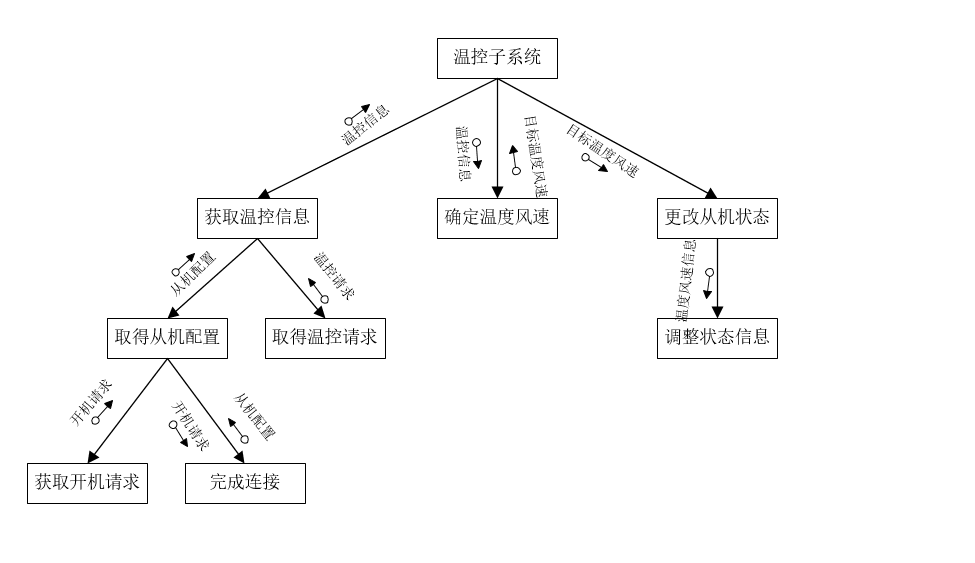 温控子系统
温控信息
温控信息
目标温度风速
目标温度风速
获取温控信息
确定温度风速
更改从机状态
从机配置
温控请求
温度风速信息
取得从机配置
取得温控请求
调整状态信息
开机请求
开机请求
从机配置
获取开机请求
完成连接